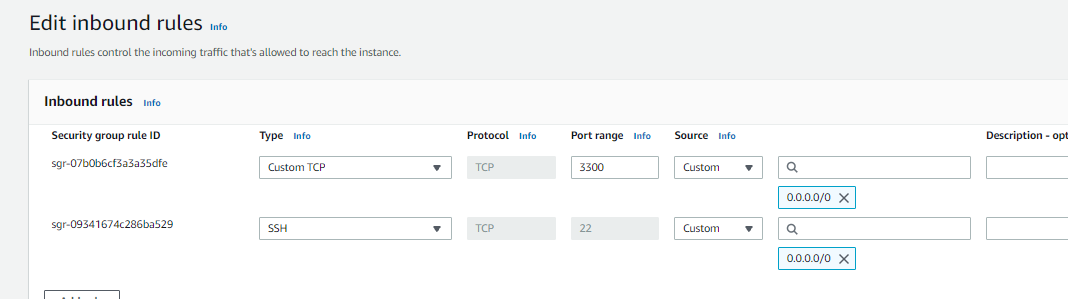 Edit inbound rules Info
Inbound rules control the incoming traffic that's allowed to reach the instance.
Inbound rules Info
Security group rule ID Type Info Protocol Info Port range Info Source Info Description - opt
sgr-07b0b6cf3a3a35dfe Custom TCP TCP 3300 Custom
0.0.0.0/0
sgr-09341674c286ba529 SSH TCP 22 Custom
0.0.0.0/0